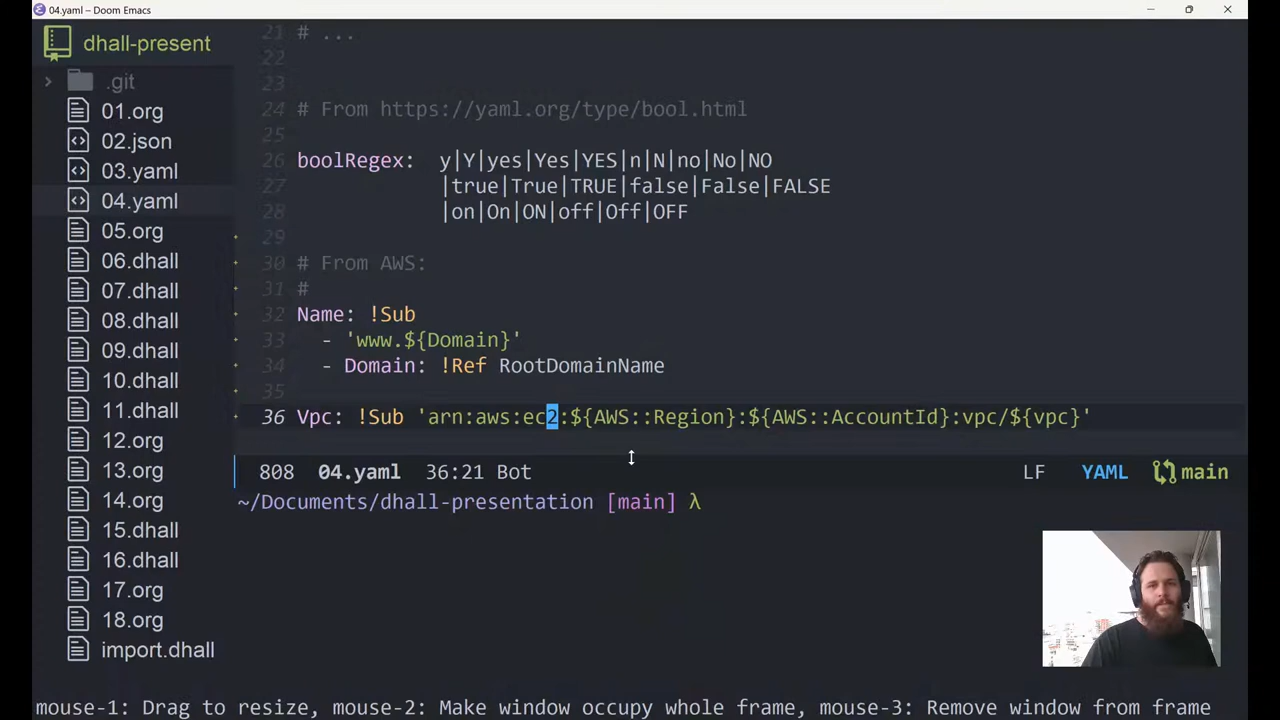 04.yaml – Doom Emacs
dhall-present
.git
01.org
02.json
03.yaml
04.yaml
05.org
06.dhall
07.dhall
08.dhall
09.dhall
10.dhall
11.dhall
12.org
13.org
14.org
15.dhall
16.dhall
17.org
18.org
import.dhall
21 # ...
22
23
24 # From https://yaml.org/type/bool.html
25
26 boolRegex: y|Y|yes|Yes|YES|n|N|no|No|NO
27 |true|True|TRUE|false|False|FALSE
28 |on|On|ON|off|Off|OFF
29
30 # From AWS:
31 #
32 Name: !Sub
33 - 'www.${Domain}'
34 - Domain: !Ref RootDomainName
35
36 Vpc: !Sub 'arn:aws:ec2:${AWS::Region}:${AWS::AccountId}:vpc/${vpc}'
808 04.yaml 36:21 Bot LF YAML main
~/Documents/dhall-presentation [main] λ
mouse-1: Drag to resize, mouse-2: Make window occupy whole frame, mouse-3: Remove window from frame